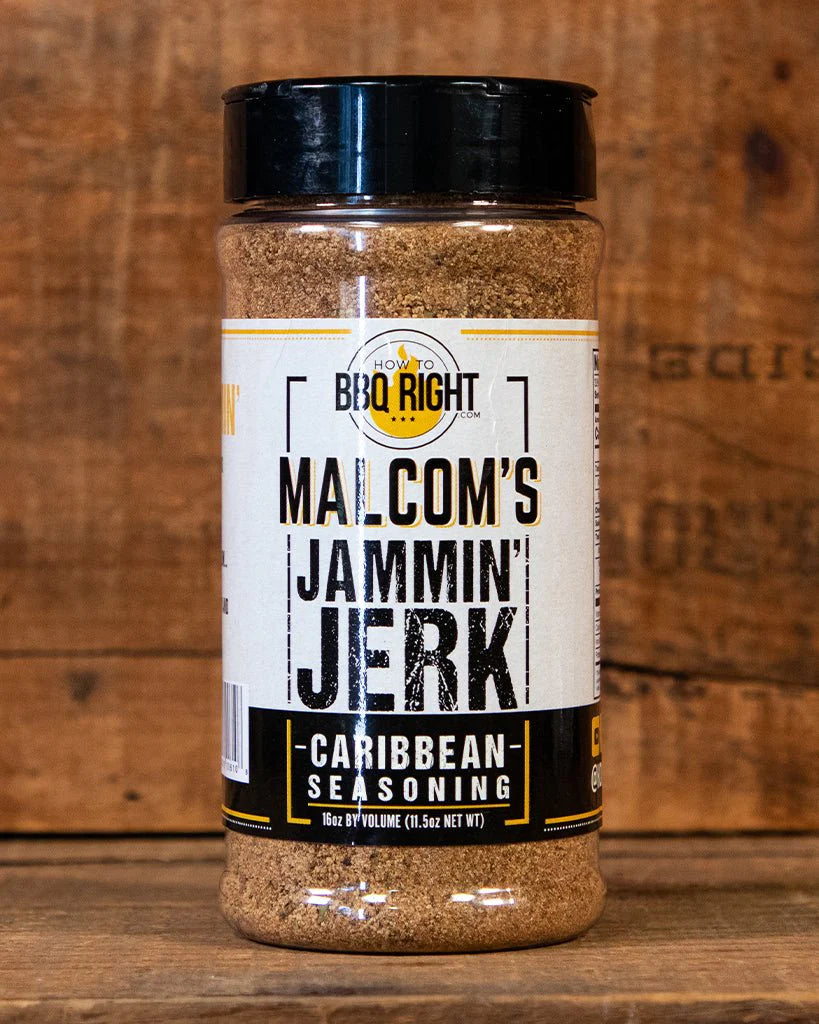 HOW TO
BBQ RIGHT
.COM
MALCOM'S
JAMMIN'
JERK
-CARIBBEAN-
SEASONING
16oz BY VOLUME (11.5oz NET WT)